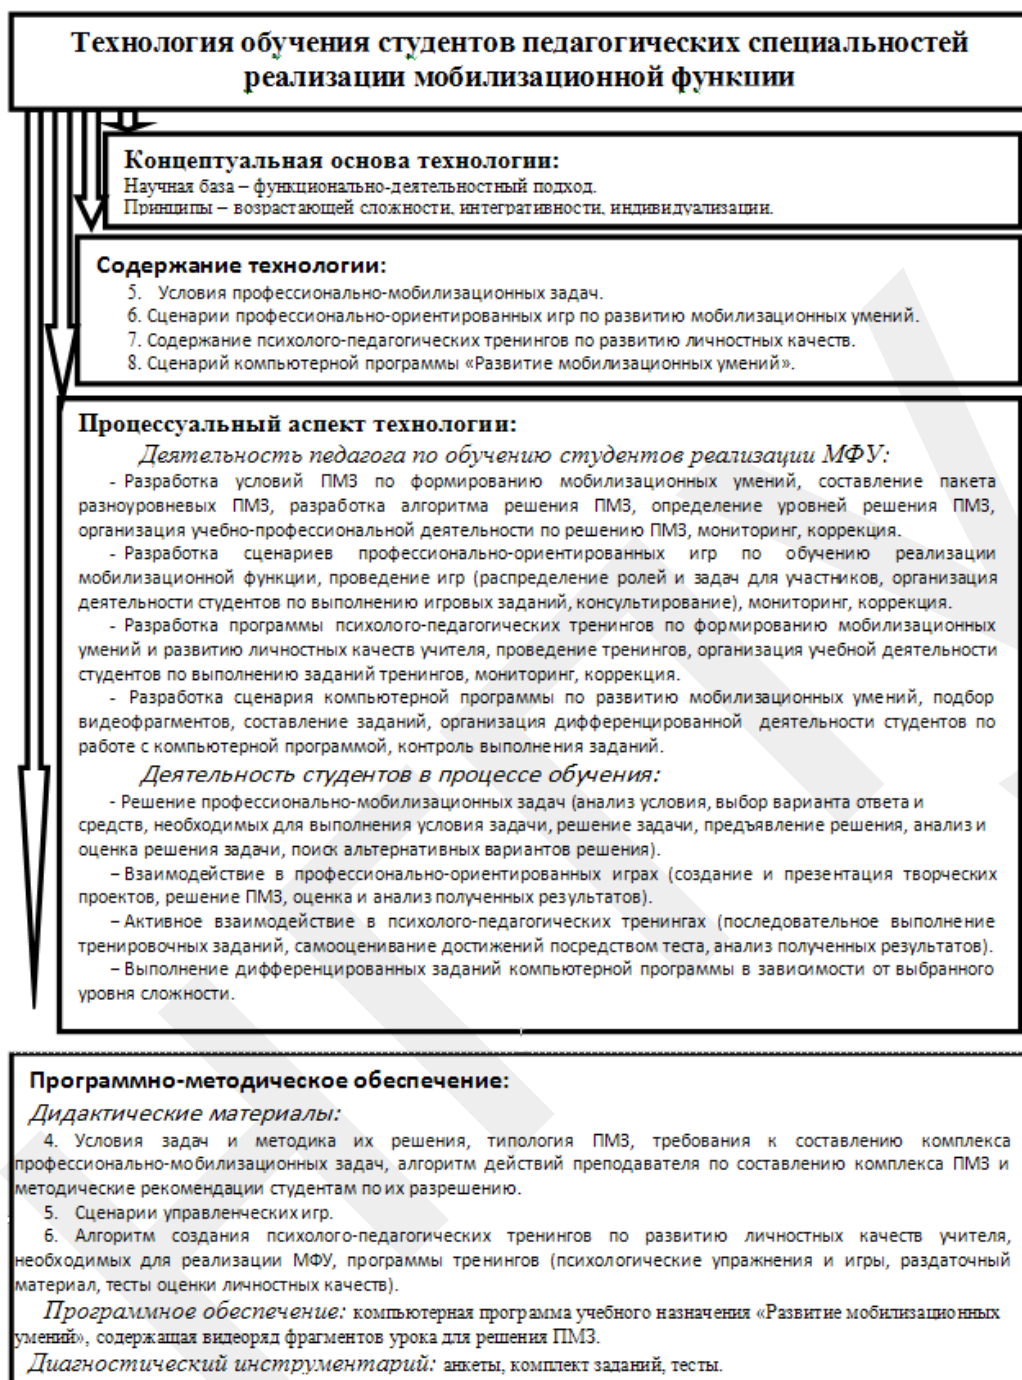 Технология обучения студентов педагогических специальностей
реализации мобилизационной функции
Концептуальная основа технологии:
Научная база – функционально-деятельностный подход.
Принципы – возрастающей сложности, интегративности, индивидуализации.
Содержание технологии:
5. Условия профессионально-мобилизационных задач.
6. Сценарии профессионально-ориентированных игр по развитию мобилизационных умений.
7. Содержание психолого-педагогических тренингов по развитию личностных качеств.
8. Сценарий компьютерной программы «Развитие мобилизационных умений».
Процессуальный аспект технологии:
Деятельность педагога по обучению студентов реализации МФУ:
- Разработка условий ПМЗ по формированию мобилизационных умений, составление пакета
разноуровневых ПМЗ, разработка алгоритма решения ПМЗ, определение уровней решения ПМЗ,
организация учебно-профессиональной деятельности по решению ПМЗ, мониторинг, коррекция.
- Разработка сценариев профессионально-ориентированных игр по обучению реализации
мобилизационной функции, проведение игр (распределение ролей и задач для участников, организация
деятельности студентов по выполнению игровых заданий, консультирование), мониторинг, коррекция.
- Разработка программы психолого-педагогических тренингов по формированию мобилизационных
умений и развитию личностных качеств учителя, проведение тренингов, организация учебной деятельности
студентов по выполнению заданий тренингов, мониторинг, коррекция.
- Разработка сценария компьютерной программы по развитию мобилизационных умений, подбор
видеофрагментов, составление заданий, организация дифференцированной деятельности студентов по
работе с компьютерной программой, контроль выполнения заданий.
Деятельность студентов в процессе обучения:
- Решение профессионально-мобилизационных задач (анализ условия, выбор варианта ответа и
средств, необходимых для выполнения условия задачи, решение задачи, предъявление решения, анализ и
оценка решения задачи, поиск альтернативных вариантов решения).
– Взаимодействие в профессионально-ориентированных играх (создание и презентация творческих
проектов, решение ПМЗ, оценка и анализ полученных результатов).
– Активное взаимодействие в психолого-педагогических тренингах (последовательное выполнение
тренировочных заданий, самооценивание достижений посредством теста, анализ полученных результатов).
– Выполнение дифференцированных заданий компьютерной программы в зависимости от выбранного
уровня сложности.
Программно-методическое обеспечение:
Дидактические материалы:
4. Условия задач и методика их решения, типология ПМЗ, требования к составлению комплекса
профессионально-мобилизационных задач, алгоритм действий преподавателя по составлению комплекса ПМЗ и
методические рекомендации студентам по их разрешению.
5. Сценарии управленческих игр.
6. Алгоритм создания психолого-педагогических тренингов по развитию личностных качеств учителя,
необходимых для реализации МФУ, программы тренингов (психологические упражнения и игры, раздаточный
материал, тесты оценки личностных качеств).
Программное обеспечение: компьютерная программа учебного назначения «Развитие мобилизационных
умений», содержащая видеоряд фрагментов урока для решения ПМЗ.
Диагностический инструментарий: анкеты, комплект заданий, тесты.